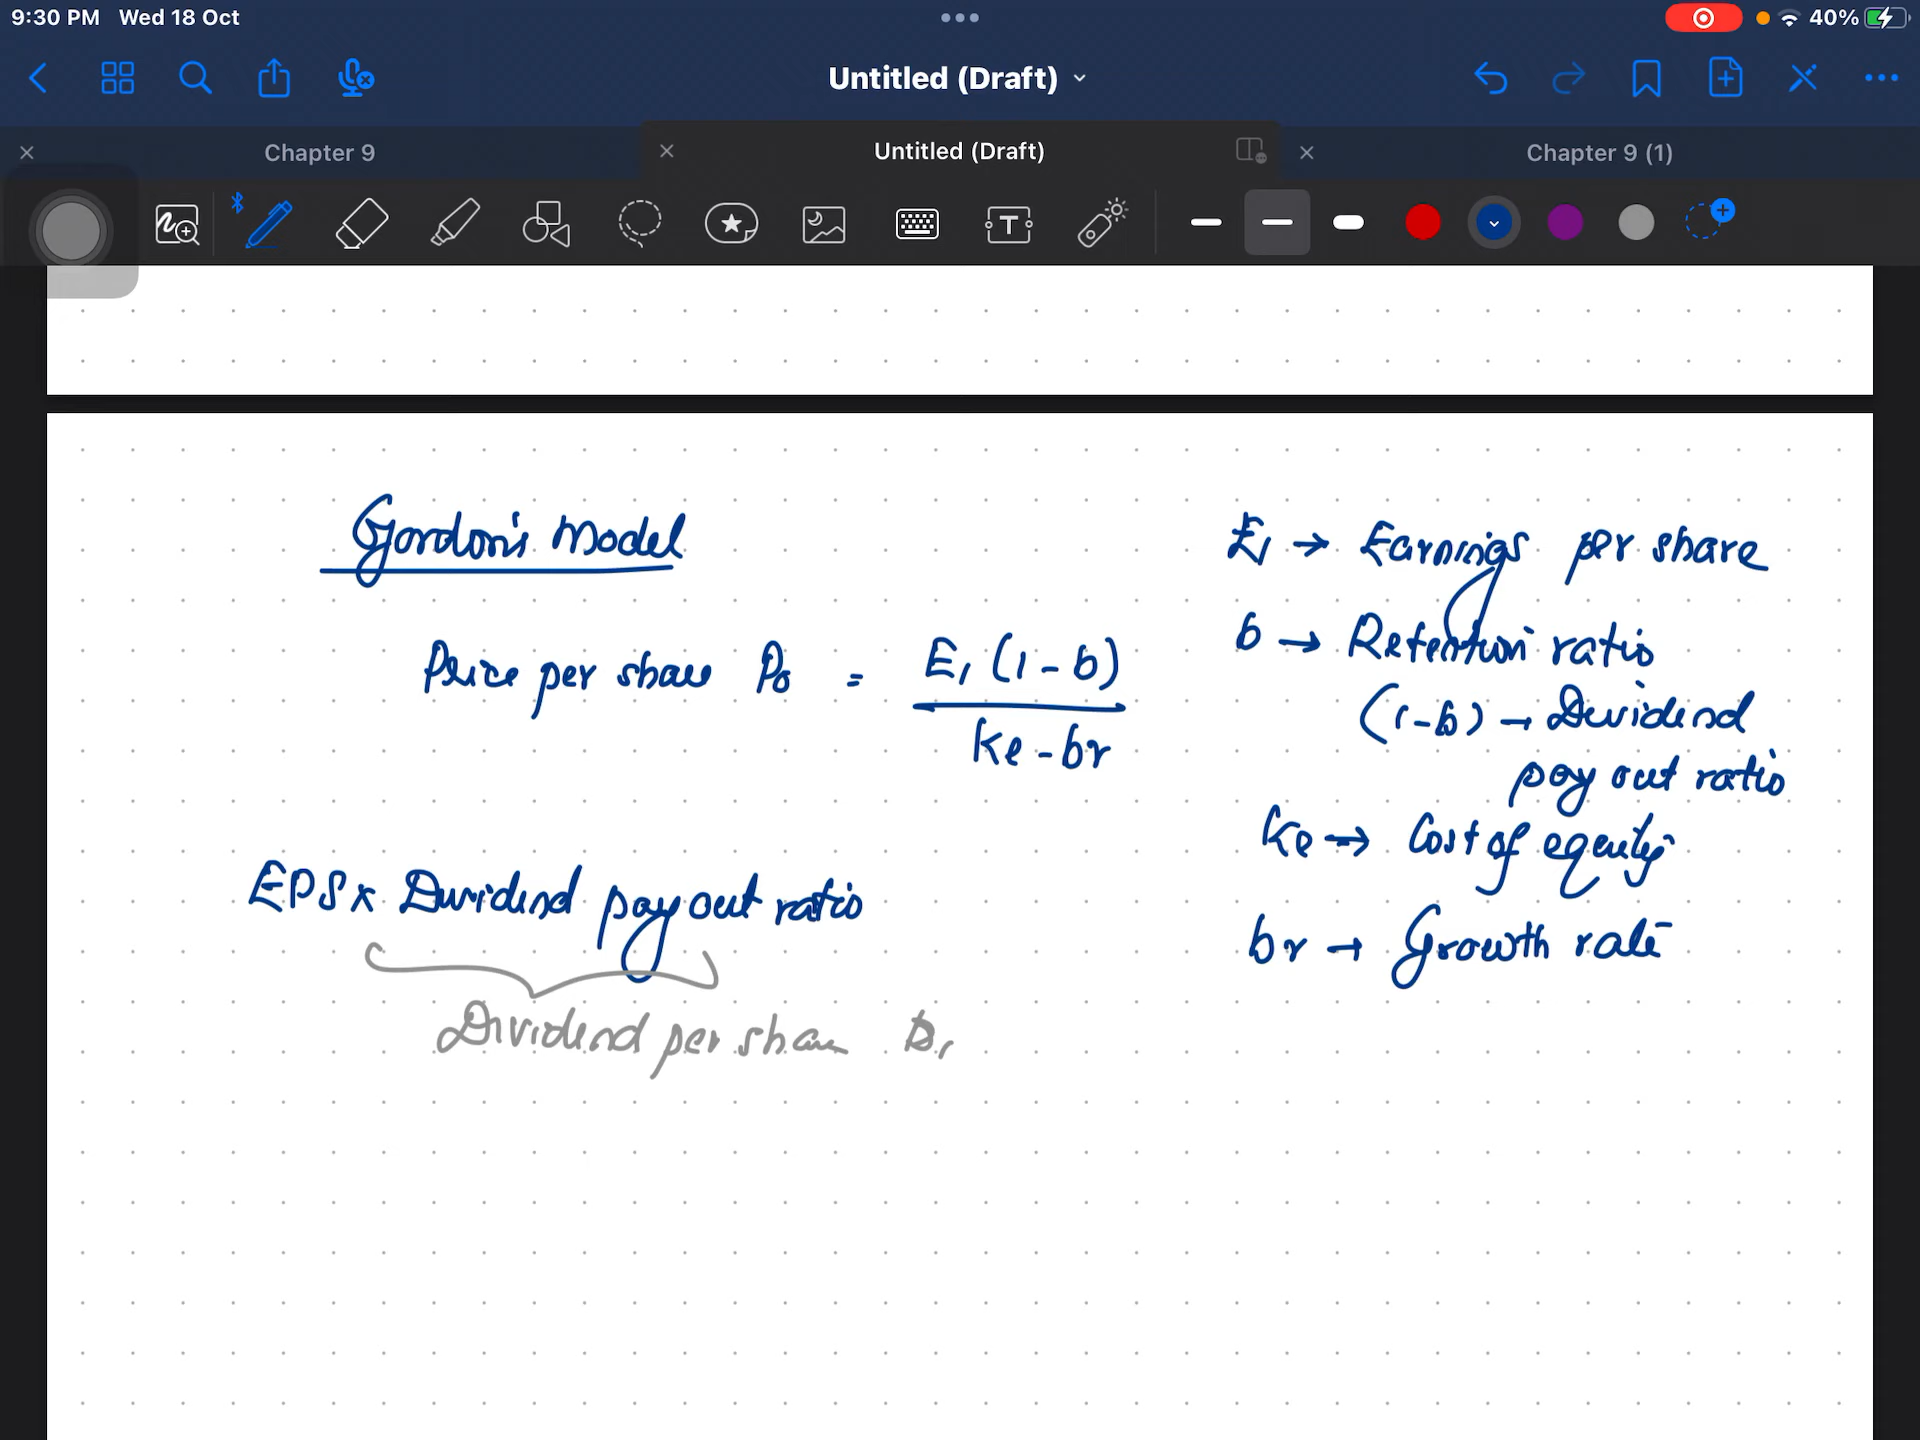 9:30 PM Wed 18 Oct
40%
Untitled (Draft)
Chapter 9
Untitled (Draft)
Chapter 9 (1)
T
Gordon's Model
Price per share P₀ = E₁ (1-b)
ke - br
E₁ → Earnings per share
b → Retention ratio
(1-b) → Dividend
pay out ratio
ke → Cost of equity
br → Growth rate
EPS x Dividend pay out ratio
Dividend per share D₁